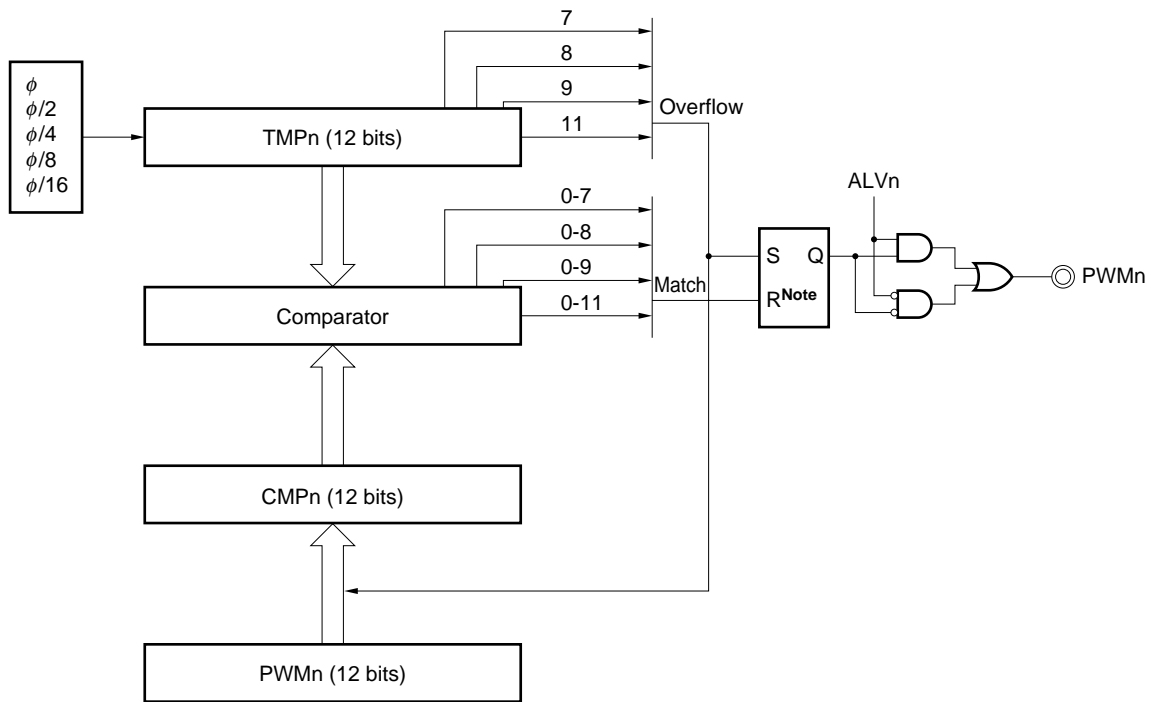 7
8
9
11
Overflow
ϕ
ϕ/2
ϕ/4
ϕ/8
ϕ/16
TMPn (12 bits)
0-7
0-8
0-9
0-11
Match
Comparator
ALVn
S Q
RNote
PWMn
CMPn (12 bits)
PWMn (12 bits)